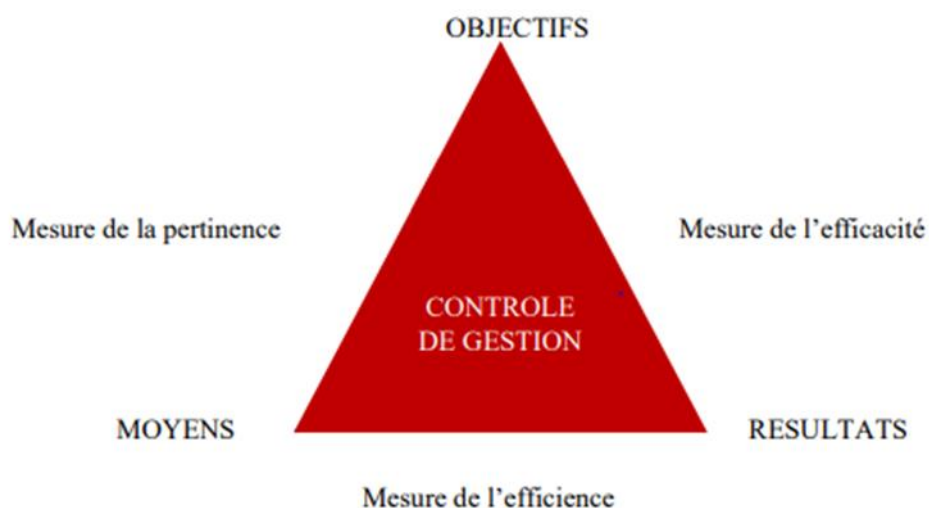 OBJECTIFS
Mesure de la pertinence
Mesure de l’efficacité
CONTROLE
DE GESTION
MOYENS
RESULTATS
Mesure de l’efficience